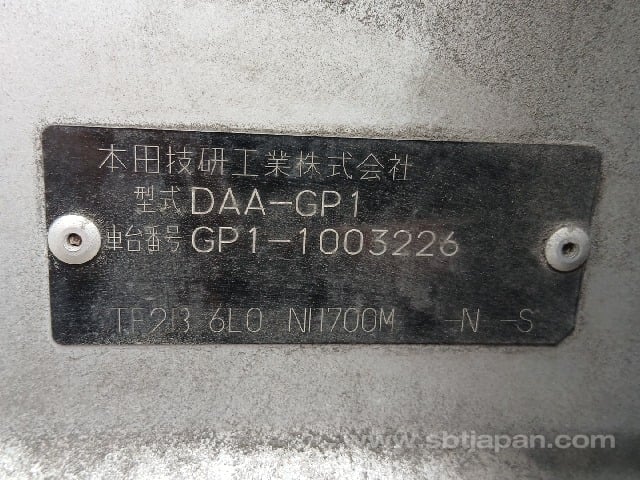 本田技研工業株式会社
型式 DAA-GP1
車台番号 GP1-1003226
6L0 NH700M -N -S
www.sbtjapan.com